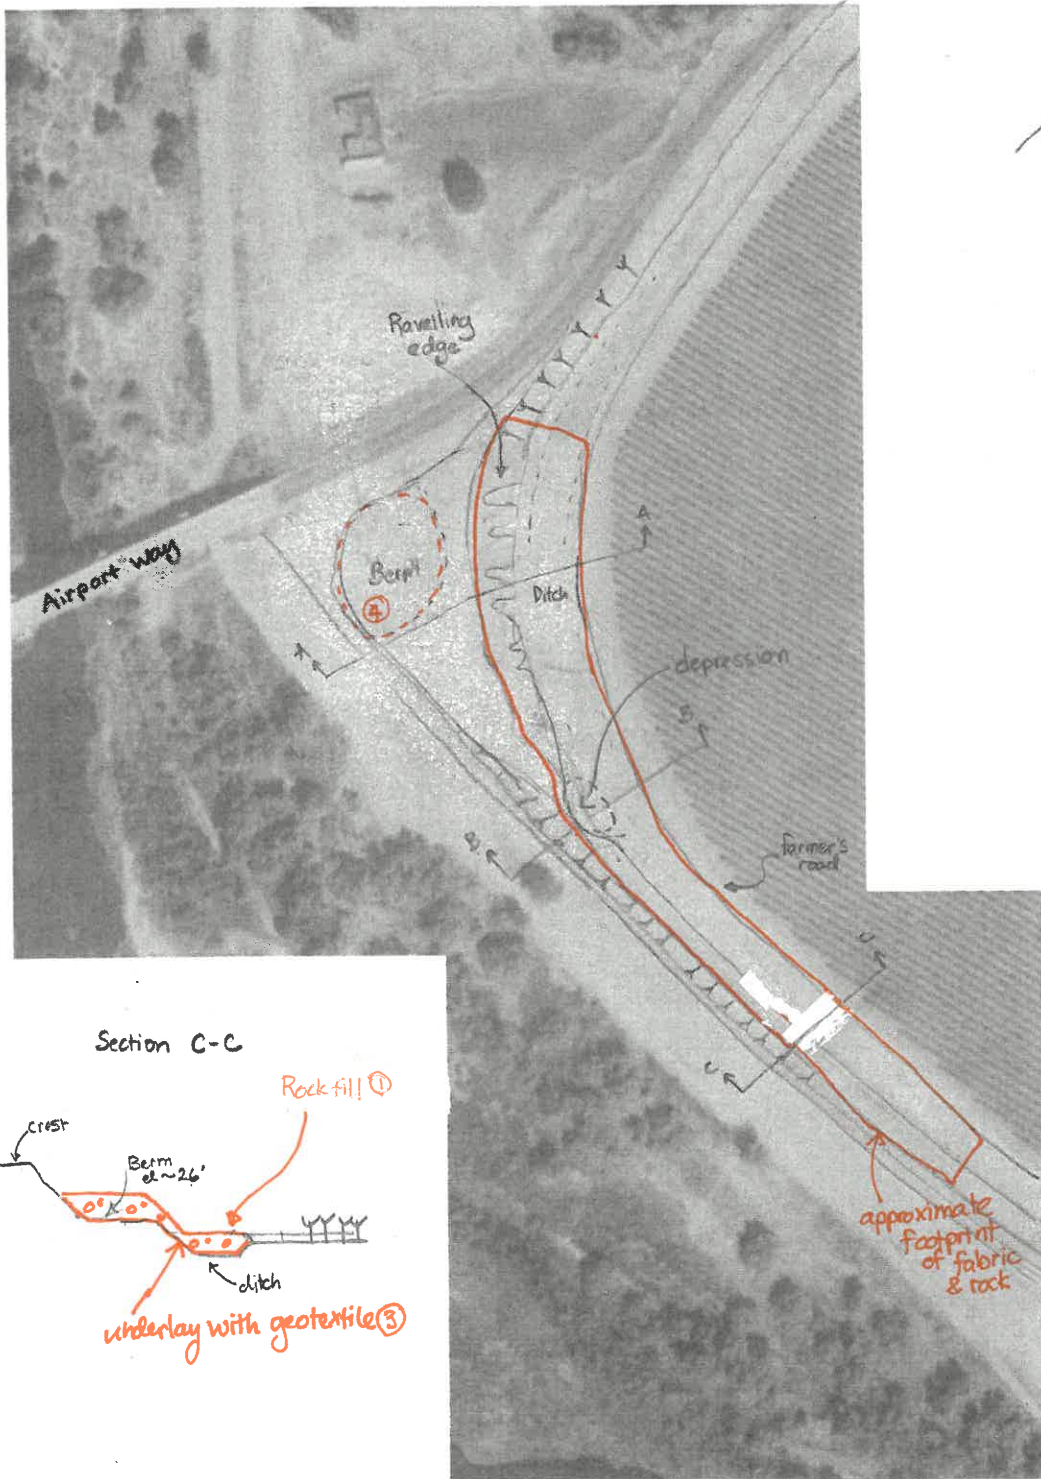 Ravelling
edge
A
Airport way
Berm
4
Ditch
A
depression
B
B
farmer's
road
C
C
Section C-C
Rock fill 1
crest
Berm
el ~ 26'
ditch
underlay with geotextile 3
approximate
footprint
of fabric
& rock